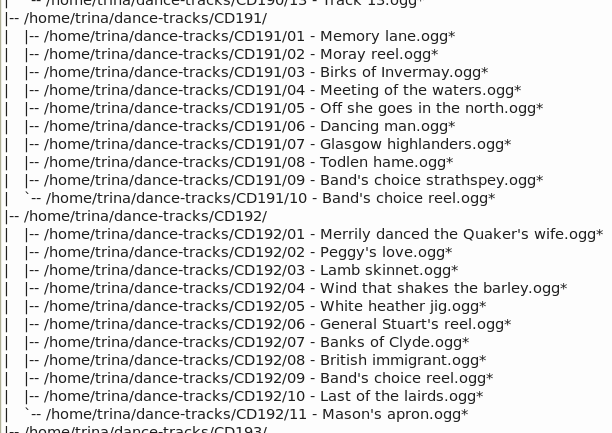 |   `-- /home/trina/dance-tracks/CD190/13 - Track 13.ogg*
|-- /home/trina/dance-tracks/CD191/
|   |-- /home/trina/dance-tracks/CD191/01 - Memory lane.ogg*
|   |-- /home/trina/dance-tracks/CD191/02 - Moray reel.ogg*
|   |-- /home/trina/dance-tracks/CD191/03 - Birks of Invermay.ogg*
|   |-- /home/trina/dance-tracks/CD191/04 - Meeting of the waters.ogg*
|   |-- /home/trina/dance-tracks/CD191/05 - Off she goes in the north.ogg*
|   |-- /home/trina/dance-tracks/CD191/06 - Dancing man.ogg*
|   |-- /home/trina/dance-tracks/CD191/07 - Glasgow highlanders.ogg*
|   |-- /home/trina/dance-tracks/CD191/08 - Todlen hame.ogg*
|   |-- /home/trina/dance-tracks/CD191/09 - Band's choice strathspey.ogg*
|   `-- /home/trina/dance-tracks/CD191/10 - Band's choice reel.ogg*
|-- /home/trina/dance-tracks/CD192/
|   |-- /home/trina/dance-tracks/CD192/01 - Merrily danced the Quaker's wife.ogg*
|   |-- /home/trina/dance-tracks/CD192/02 - Peggy's love.ogg*
|   |-- /home/trina/dance-tracks/CD192/03 - Lamb skinnet.ogg*
|   |-- /home/trina/dance-tracks/CD192/04 - Wind that shakes the barley.ogg*
|   |-- /home/trina/dance-tracks/CD192/05 - White heather jig.ogg*
|   |-- /home/trina/dance-tracks/CD192/06 - General Stuart's reel.ogg*
|   |-- /home/trina/dance-tracks/CD192/07 - Banks of Clyde.ogg*
|   |-- /home/trina/dance-tracks/CD192/08 - British immigrant.ogg*
|   |-- /home/trina/dance-tracks/CD192/09 - Band's choice reel.ogg*
|   |-- /home/trina/dance-tracks/CD192/10 - Last of the lairds.ogg*
|   `-- /home/trina/dance-tracks/CD192/11 - Mason's apron.ogg*
|-- /home/trina/dance-tracks/CD193/